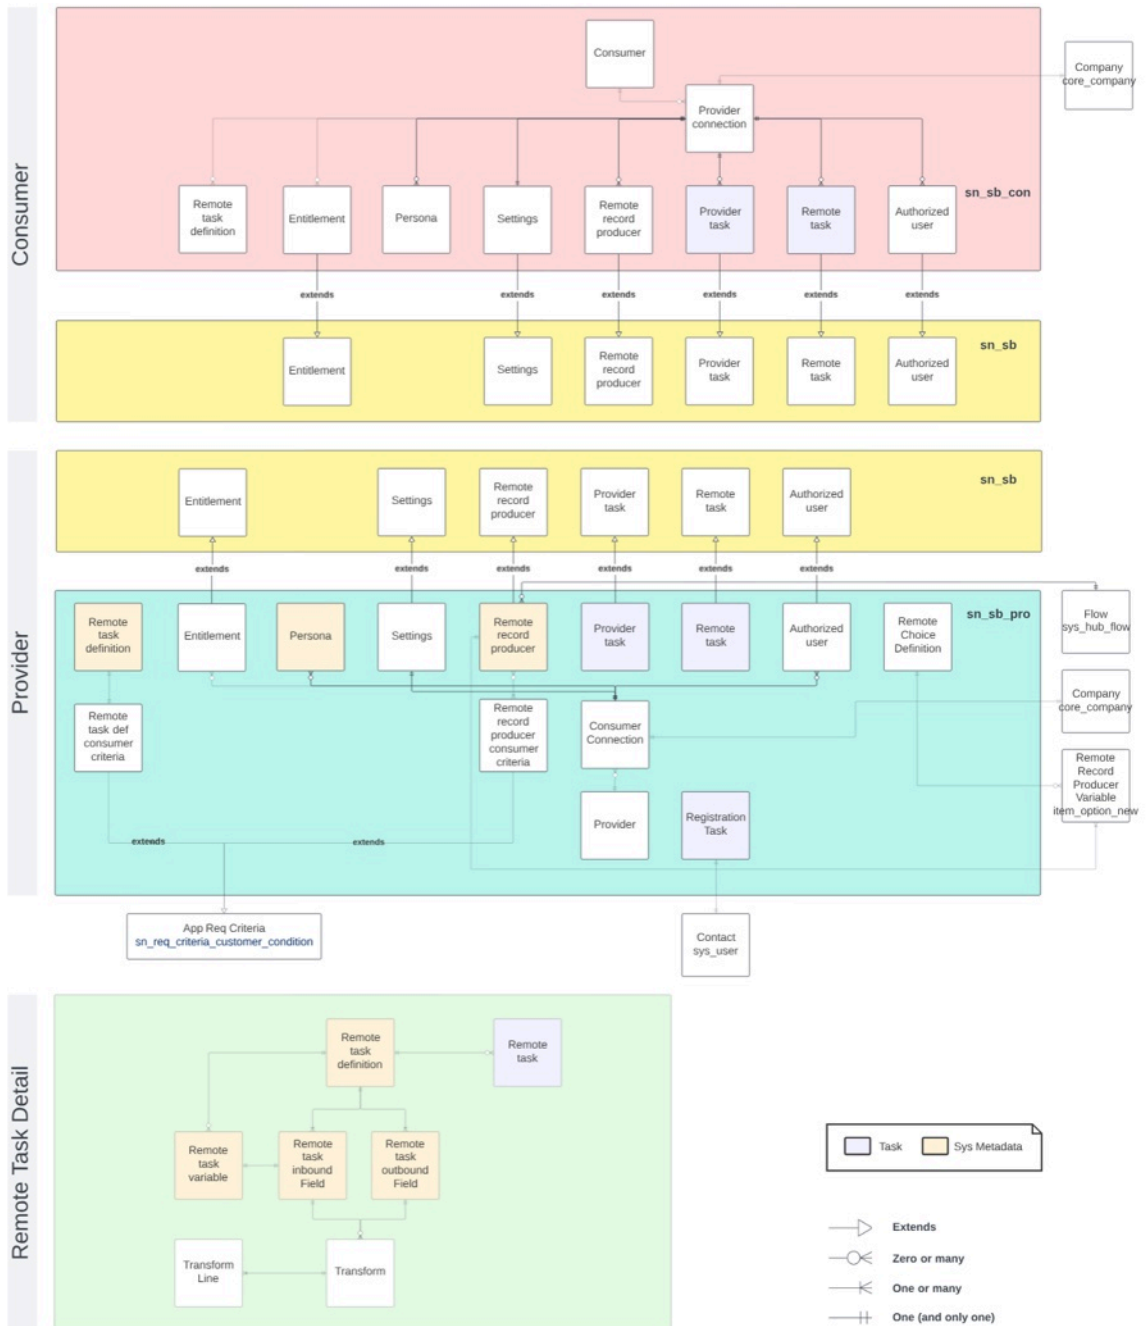 Consumer
Consumer
Company
core_company
Provider
connection
sn_sb_con
Remote
task
definition
Entitlement
Persona
Settings
Remote
record
producer
Provider
task
Remote
task
Authorized
user
extends
extends
extends
extends
extends
extends
sn_sb
Entitlement
Settings
Remote
record
producer
Provider
task
Remote
task
Authorized
user
Provider
sn_sb
Entitlement
Settings
Remote
record
producer
Provider
task
Remote
task
Authorized
user
extends
extends
extends
extends
extends
extends
sn_sb_pro
Remote
task
definition
Entitlement
Persona
Settings
Remote
record
producer
Provider
task
Remote
task
Authorized
user
Remote
Choice
Definition
Flow
sys_hub_flow
Company
core_company
Remote
task def
consumer
criteria
Remote
record
producer
consumer
criteria
Consumer
Connection
Remote
Record
Producer
Variable
item_option_new
Provider
Registration
Task
extends
extends
App Req Criteria
sn_req_criteria_customer_condition
Contact
sys_user
Remote Task Detail
Remote
task
definition
Remote
task
Remote
task
variable
Remote
task
inbound
Field
Remote
task
outbound
Field
Transform
Line
Transform
Task
Sys Metadata
Extends
Zero or many
One or many
One (and only one)